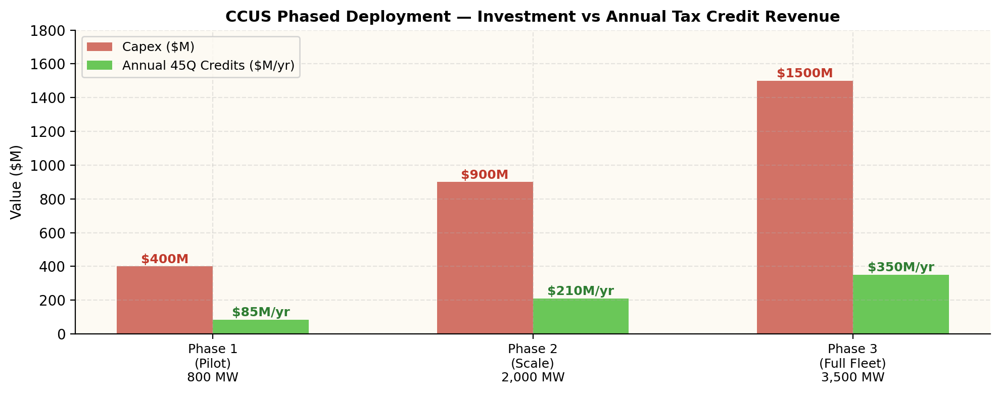 CCUS Phased Deployment — Investment vs Annual Tax Credit Revenue
Capex ($M)
Annual 45Q Credits ($M/yr)
Value ($M)
1800
1600
1400
1200
1000
800
600
400
200
0
$400M
$85M/yr
$900M
$210M/yr
$1500M
$350M/yr
Phase 1
(Pilot)
800 MW
Phase 2
(Scale)
2,000 MW
Phase 3
(Full Fleet)
3,500 MW